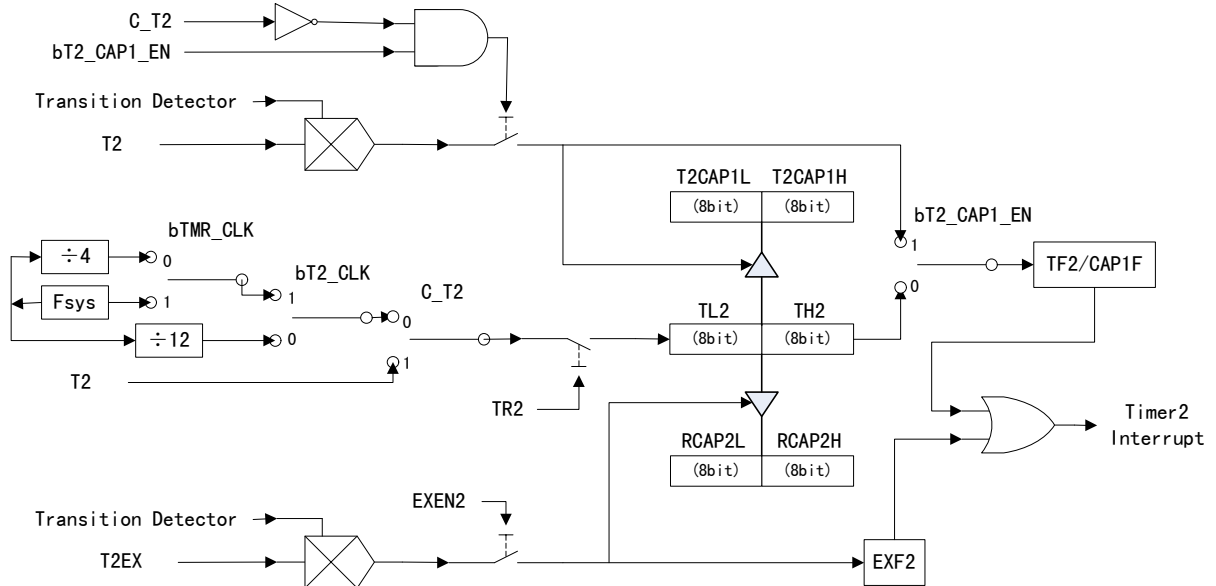 C_T2
bT2_CAP1_EN
Transition Detector
T2
T2CAP1L T2CAP1H
(8bit) (8bit)
bT2_CAP1_EN
1
0
TF2/CAP1F
bTMR_CLK
÷4
0
Fsys
1
bT2_CLK
1
÷12
0
C_T2
0
1
T2
TR2
TL2 TH2
(8bit) (8bit)
RCAP2L RCAP2H
(8bit) (8bit)
Timer2
Interrupt
EXEN2
Transition Detector
T2EX
EXF2